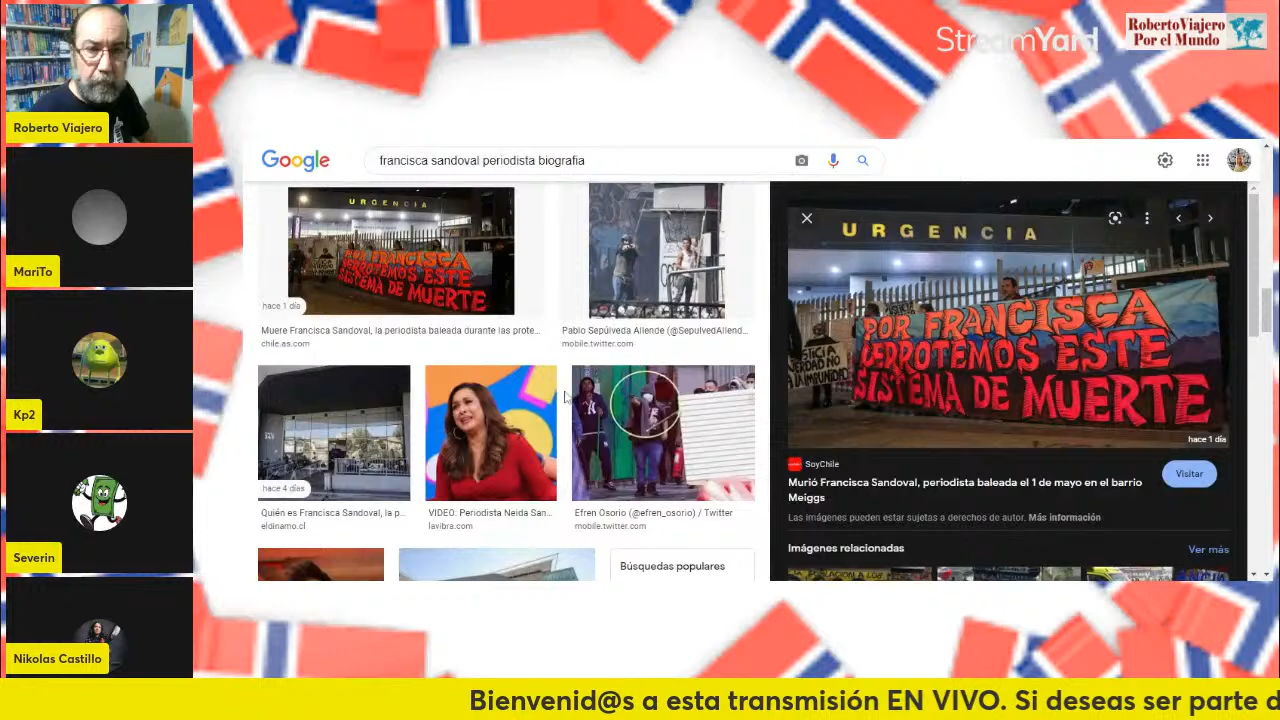 StreamYard
RobertoViajero
Por el Mundo
Roberto Viajero
MariTo
Kp2
Severin
Nikolas Castillo
Google
francisca sandoval periodista biografia
URGENCIA
POR FRANCISCA
DERROTEMOS ESTE
SISTEMA DE MUERTE
hace 1 día
Muere Francisca Sandoval, la periodista baleada durante las prote...
chile.as.com
Pablo Sepúlveda Allende (@SepulvedAllend...
mobile.twitter.com
hace 4 días
Quién es Francisca Sandoval, la p...
eldinamo.cl
VIDEO: Periodista Neida San...
lavibra.com
Efren Osorio (@efren_osorio) / Twitter
mobile.twitter.com
Búsquedas populares
URGENCIA
POR FRANCISCA
DERROTEMOS ESTE
SISTEMA DE MUERTE
VERDAD NO
A LA IMPUNIDAD
hace 1 día
SoyChile
Murió Francisca Sandoval, periodista baleada el 1 de mayo en el barrio
Meiggs
Visitar
Las imágenes pueden estar sujetas a derechos de autor. Más información
Imágenes relacionadas
Ver más
Bienvenid@s a esta transmisión EN VIVO. Si deseas ser parte d